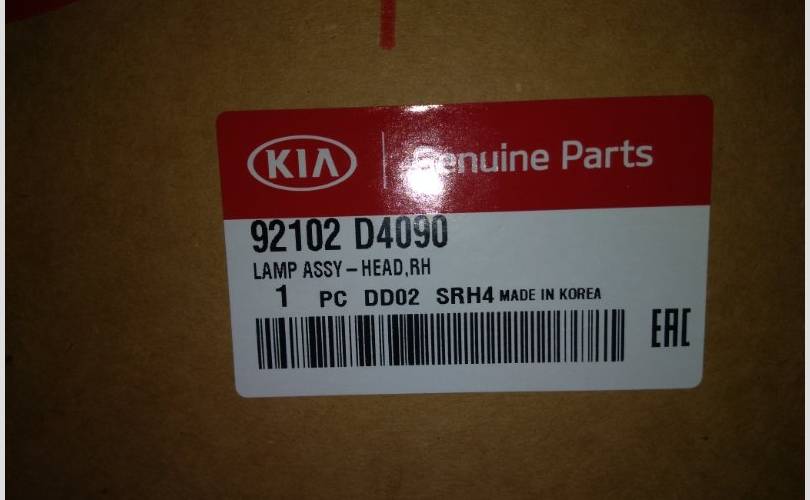 KIA Genuine Parts
92102 D4090
LAMP ASSY – HEAD,RH
1 PC DD02 SRH4 MADE IN KOREA
EAC